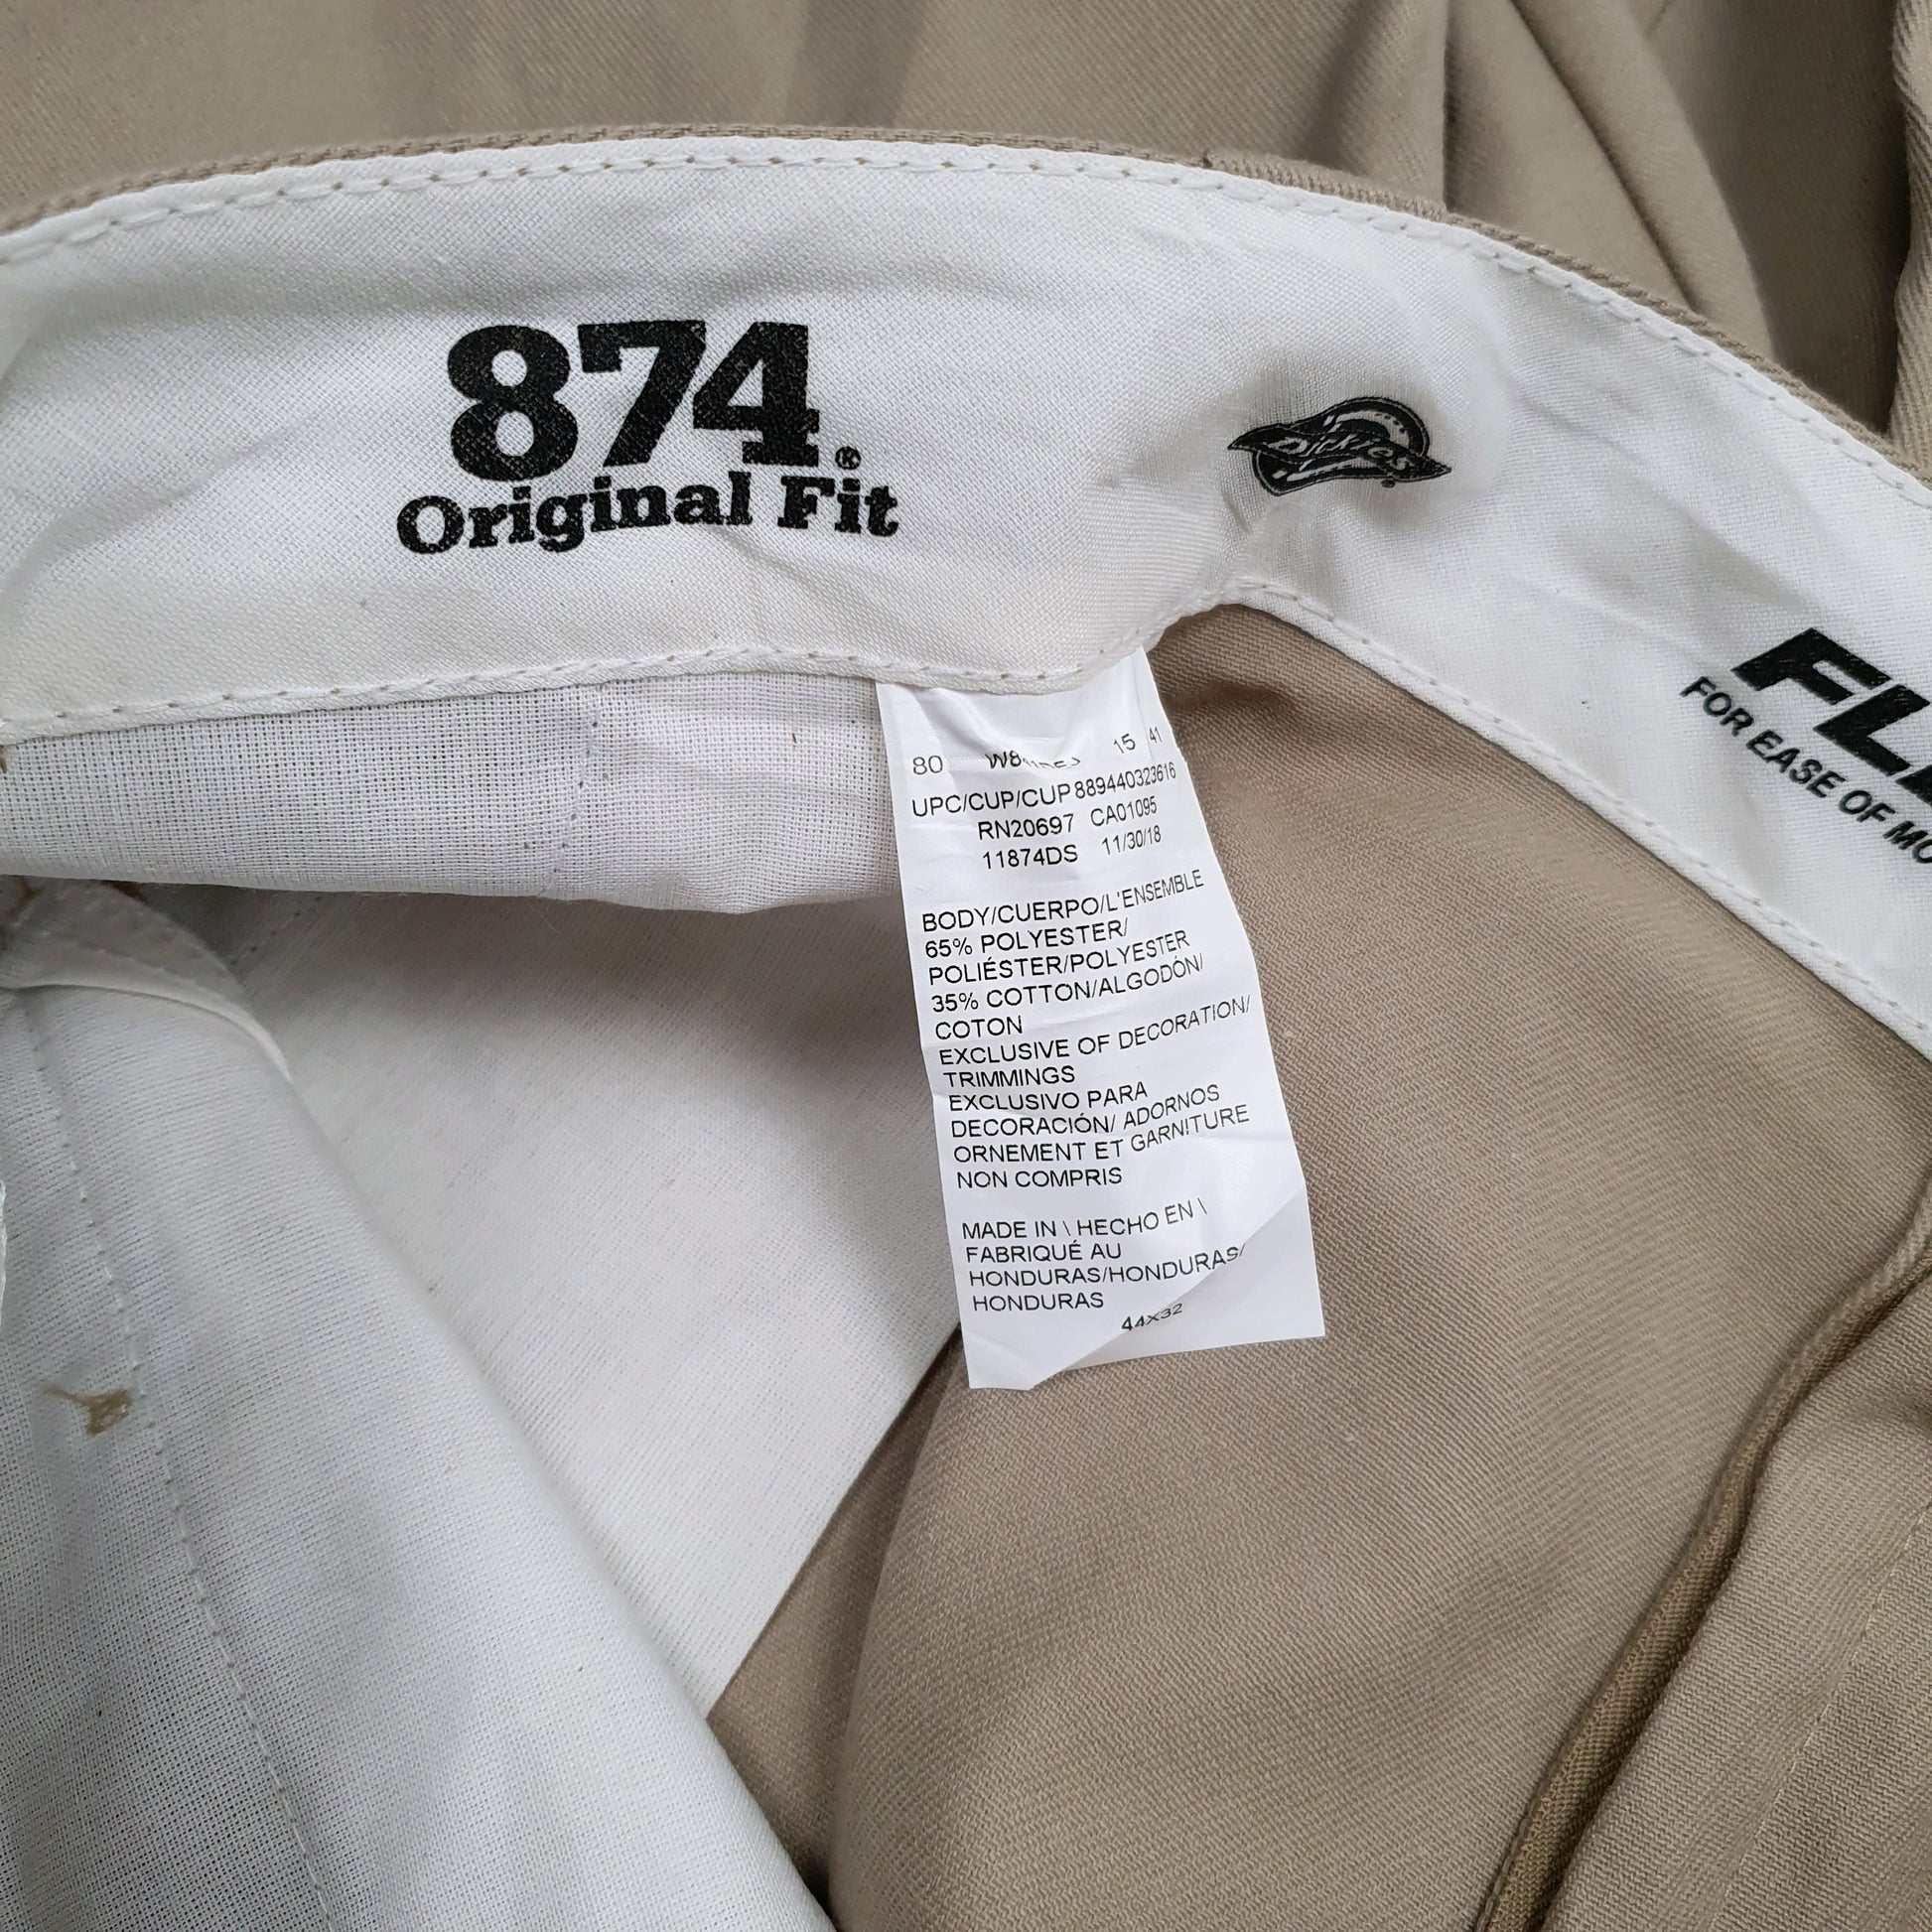 874®
Original Fit
Dickies®
FOR EASE OF
80 15 41
UPC/CUP/CUP 889440323616
RN20697 CA01095
11874DS 11/30/18
BODY/CUERPO/L'ENSEMBLE
65% POLYESTER/
POLIÉSTER/POLYESTER
35% COTTON/ALGODÓN/
COTON
EXCLUSIVE OF DECORATION/
TRIMMINGS
EXCLUSIVO PARA
DECORACIÓN/ ADORNOS
ORNEMENT ET GARNITURE
NON COMPRIS
MADE IN \ HECHO EN \
FABRIQUÉ AU
HONDURAS/HONDURAS/
HONDURAS
44X32